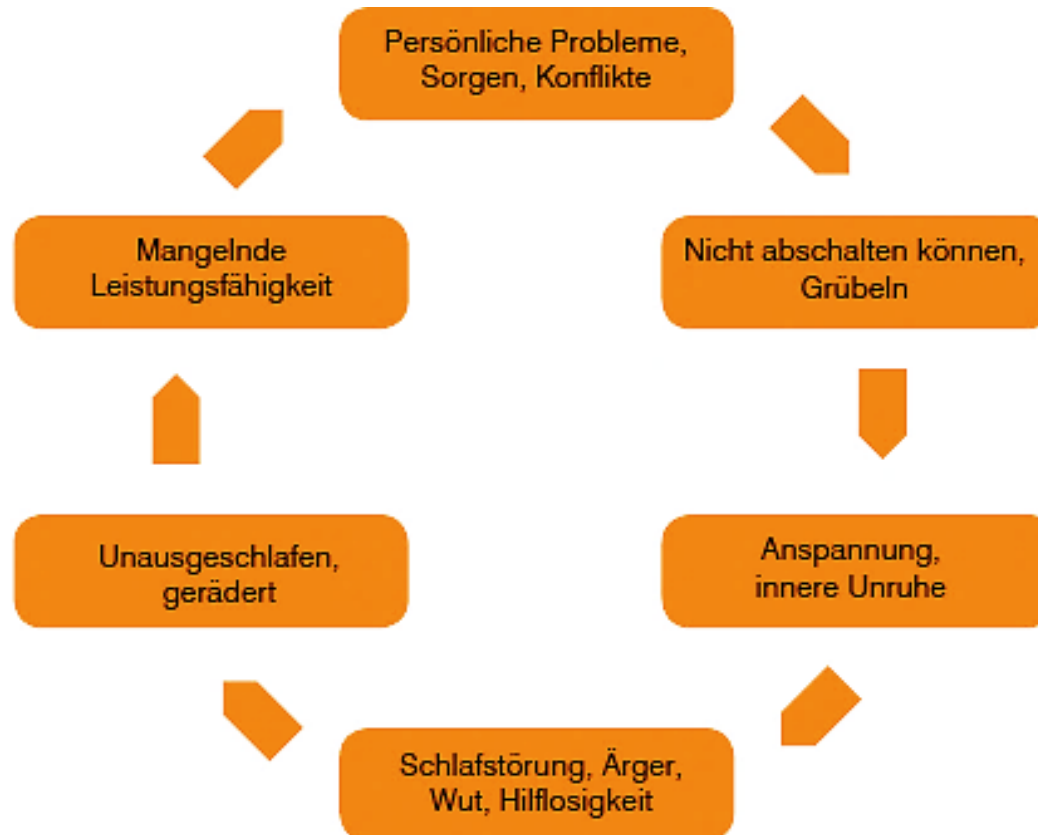 Persönliche Probleme,
Sorgen, Konflikte
Nicht abschalten können,
Grübeln
Anspannung,
innere Unruhe
Schlafstörung, Ärger,
Wut, Hilflosigkeit
Unausgeschlafen,
gerädert
Mangelnde
Leistungsfähigkeit